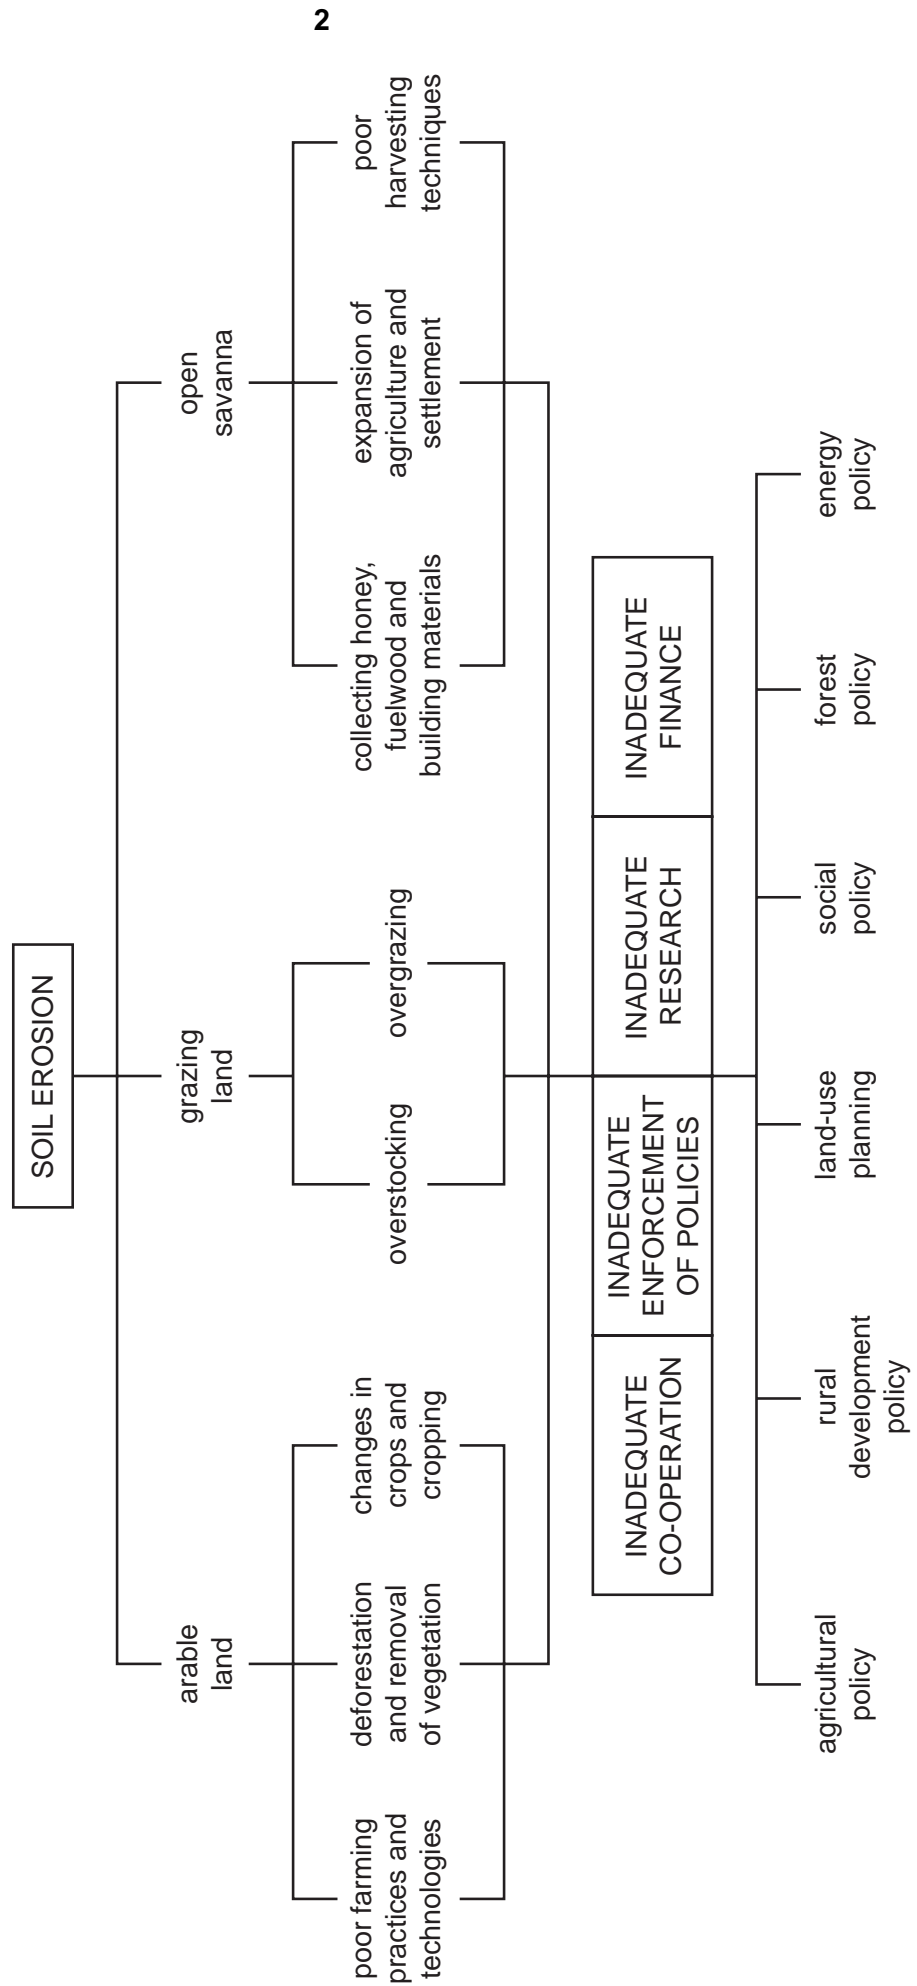 2
SOIL EROSION
arable
land
grazing
land
open
savanna
poor farming
practices and
technologies
deforestation
and removal
of vegetation
changes in
crops and
cropping
overstocking
overgrazing
collecting honey,
fuelwood and
building materials
expansion of
agriculture and
settlement
poor
harvesting
techniques
INADEQUATE
CO-OPERATION
INADEQUATE
ENFORCEMENT
OF POLICIES
INADEQUATE
RESEARCH
INADEQUATE
FINANCE
agricultural
policy
rural
development
policy
land-use
planning
social
policy
forest
policy
energy
policy